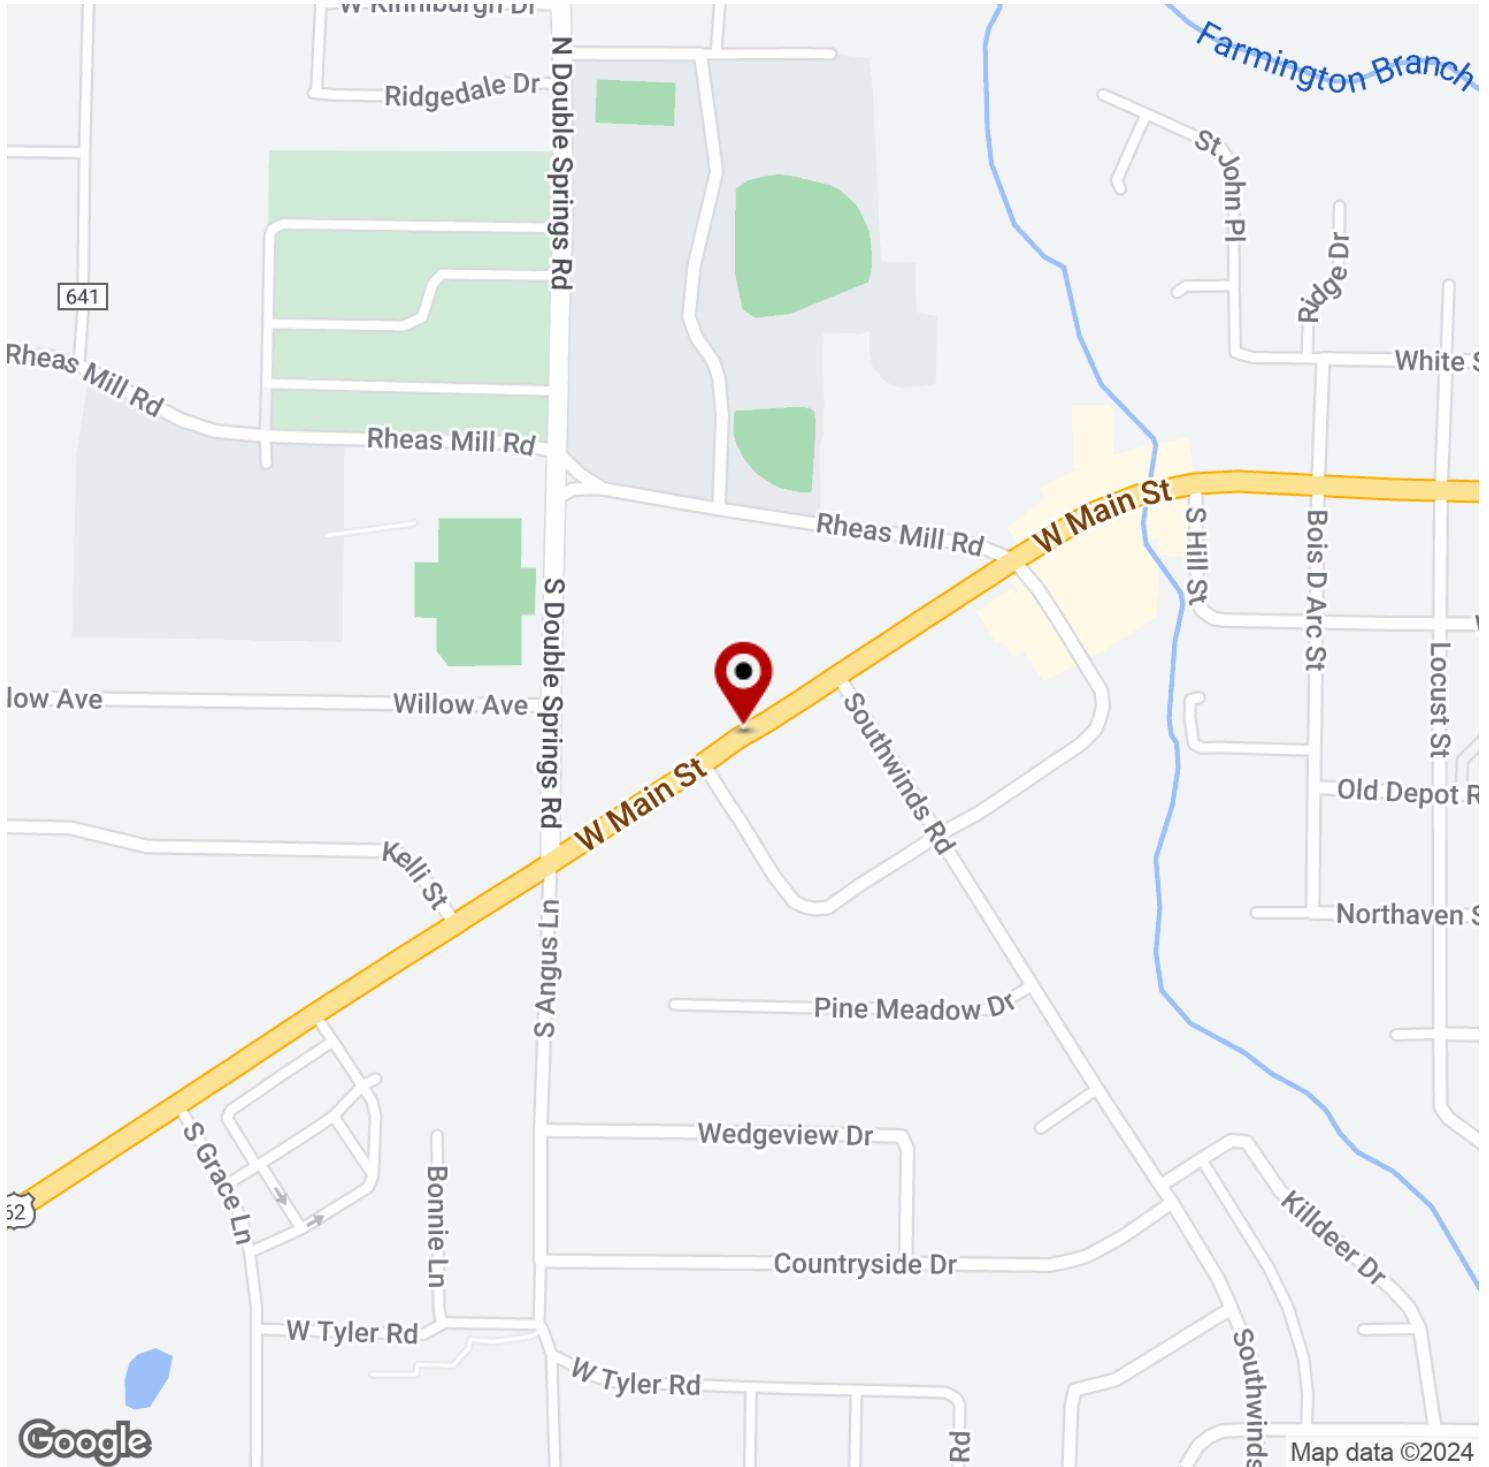 W Kinniburgh Dr
Farmington Branch
N Double Springs Rd
Ridgedale Dr
St John Pl
Ridge Dr
641
Rheas Mill Rd
White S
Rheas Mill Rd
Rheas Mill Rd
W Main St
S Hill St
Bois D Arc St
S Double Springs Rd
Locust St
low Ave
Willow Ave
Southwinds Rd
W Main St
Old Depot R
Kelli St
Northaven S
S Angus Ln
Pine Meadow Dr
S Grace Ln
Wedgeview Dr
Bonnie Ln
62
Killdeer Dr
Countryside Dr
W Tyler Rd
W Tyler Rd
Southwinds
Rd
Google
Map data ©2024